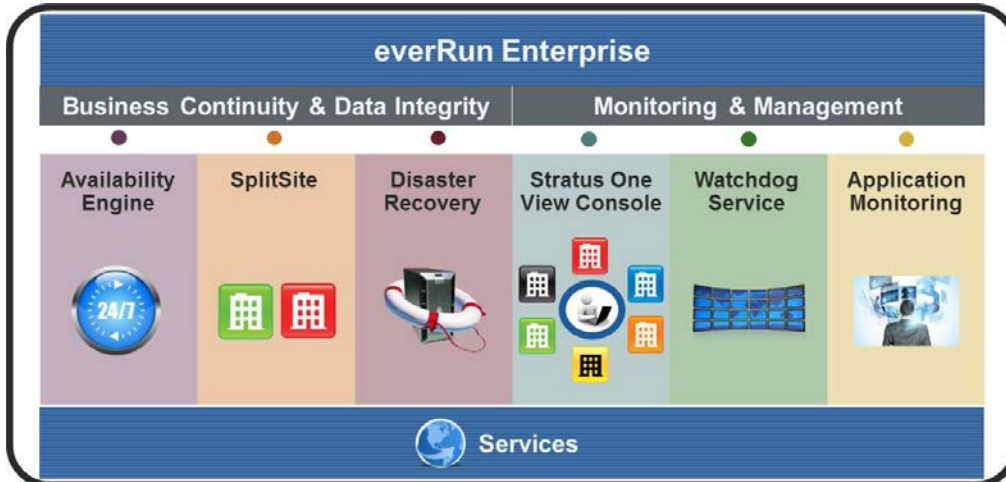 everRun Enterprise
Business Continuity & Data Integrity
Monitoring & Management
Availability
Engine
SplitSite
Disaster
Recovery
Stratus One
View Console
Watchdog
Service
Application
Monitoring
24/7
Services